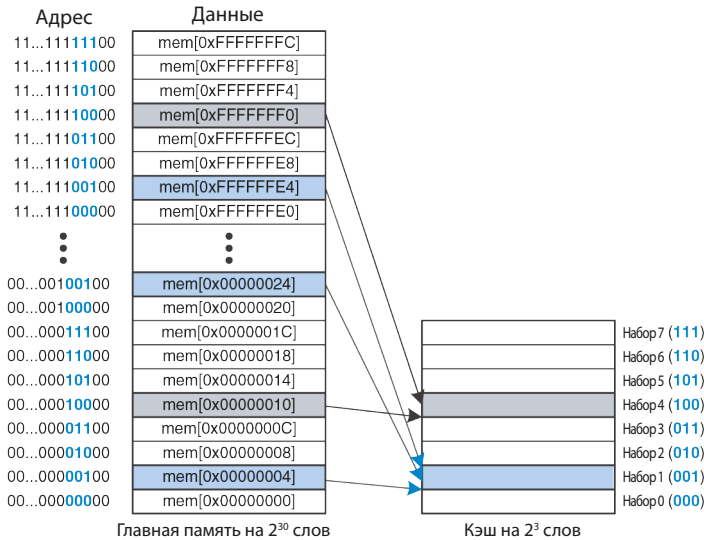 Адрес Данные
11...11111100 mem[0xFFFFFFFC]
11...11111000 mem[0xFFFFFFF8]
11...11110100 mem[0xFFFFFFF4]
11...11110000 mem[0xFFFFFFF0]
11...11101100 mem[0xFFFFFFEC]
11...11101000 mem[0xFFFFFFE8]
11...11100100 mem[0xFFFFFFE4]
11...11100000 mem[0xFFFFFFE0]
00...00100100 mem[0x00000024]
00...00100000 mem[0x00000020]
00...00011100 mem[0x0000001C]
00...00011000 mem[0x00000018]
00...00010100 mem[0x00000014]
00...00010000 mem[0x00000010]
00...00001100 mem[0x0000000C]
00...00001000 mem[0x00000008]
00...00000100 mem[0x00000004]
00...00000000 mem[0x00000000]
Главная память на 2³⁰ слов
Набор 7 (111)
Набор 6 (110)
Набор 5 (101)
Набор 4 (100)
Набор 3 (011)
Набор 2 (010)
Набор 1 (001)
Набор 0 (000)
Кэш на 2³ слов